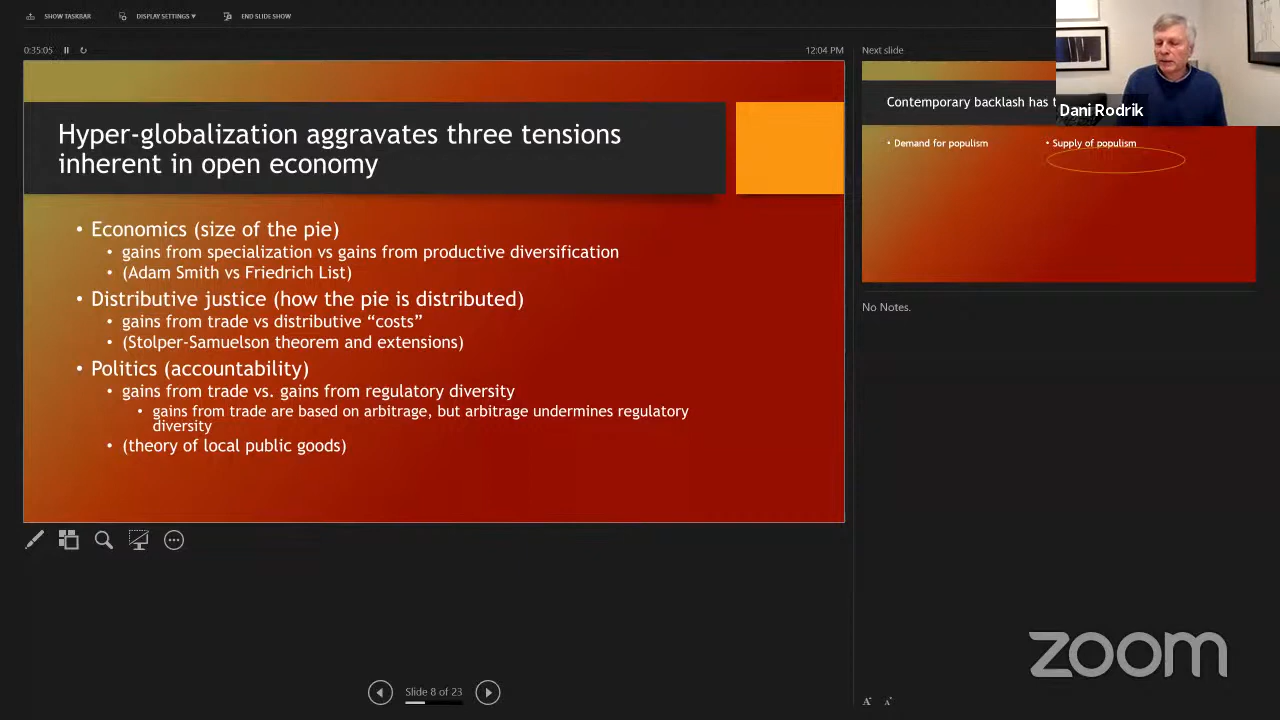 SHOW TASKBAR
DISPLAY SETTINGS ▾
END SLIDE SHOW
0:35:05
12:04 PM
Hyper-globalization aggravates three tensions
inherent in open economy
• Economics (size of the pie)
• gains from specialization vs gains from productive diversification
• (Adam Smith vs Friedrich List)
• Distributive justice (how the pie is distributed)
• gains from trade vs distributive “costs”
• (Stolper-Samuelson theorem and extensions)
• Politics (accountability)
• gains from trade vs. gains from regulatory diversity
• gains from trade are based on arbitrage, but arbitrage undermines regulatory
diversity
• (theory of local public goods)
Slide 8 of 23
Next slide
Contemporary backlash has
• Demand for populism
• Supply of populism
No Notes.
Dani Rodrik
zoom
A
A